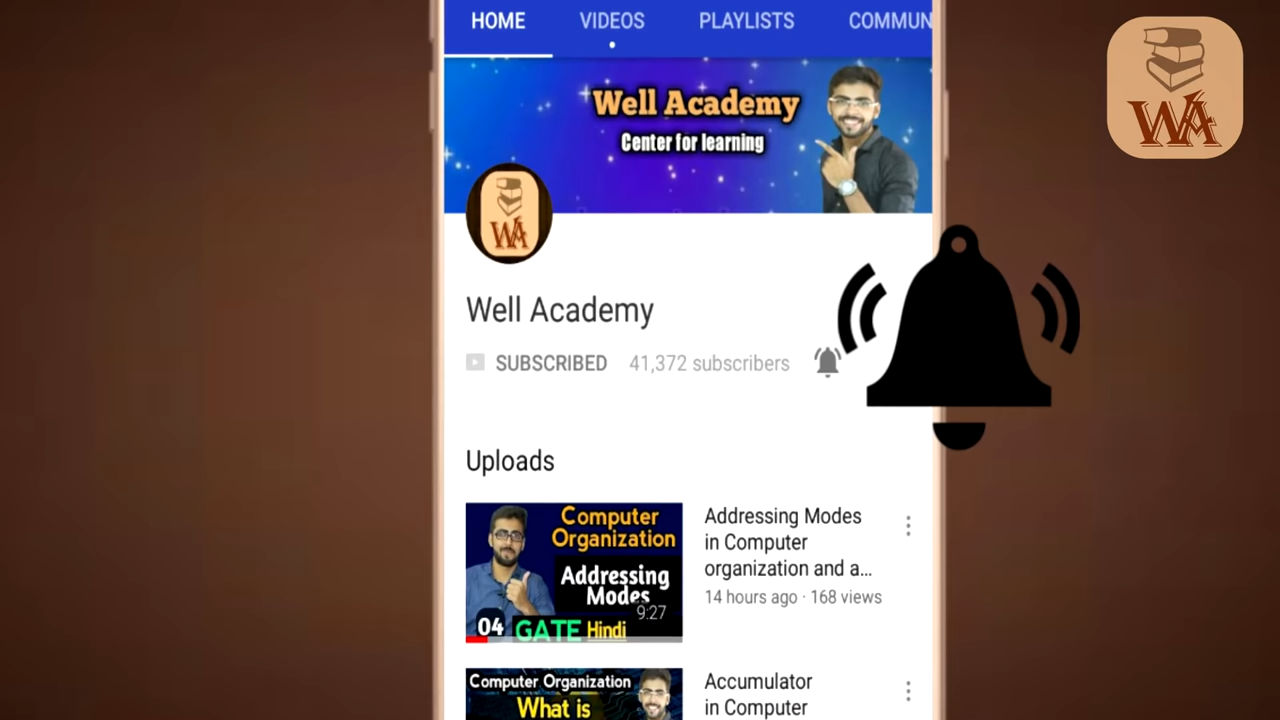 HOME VIDEOS PLAYLISTS COMMUN
WA
Well Academy
Center for learning
WA
Well Academy
SUBSCRIBED 41,372 subscribers
Uploads
Computer
Organization
Addressing
Modes
9:27
04 GATE Hindi
Addressing Modes
in Computer
organization and a...
14 hours ago · 168 views
Computer Organization
What is
Accumulator
in Computer